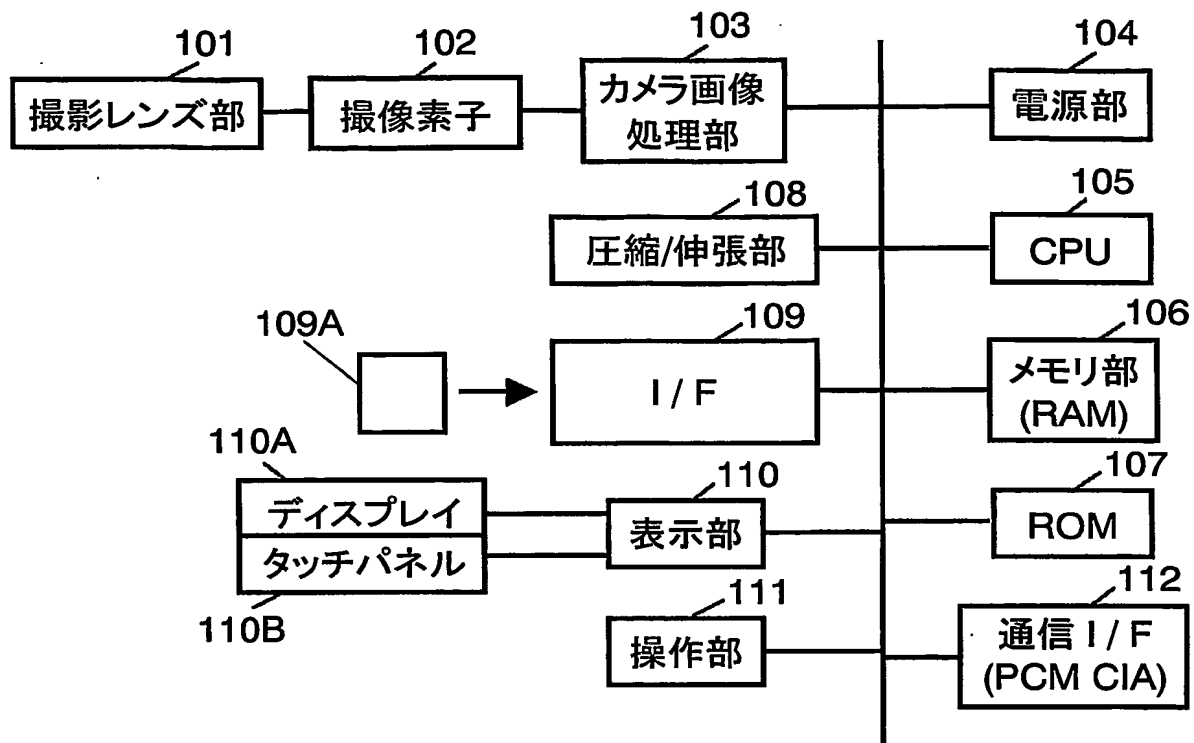 101
撮影レンズ部
102
撮像素子
103
カメラ画像
処理部
104
電源部
108
圧縮/伸張部
105
CPU
109A
109
I / F
106
メモリ部
(RAM)
110A
ディスプレイ
タッチパネル
110B
110
表示部
107
ROM
111
操作部
112
通信 I / F
(PCM CIA)